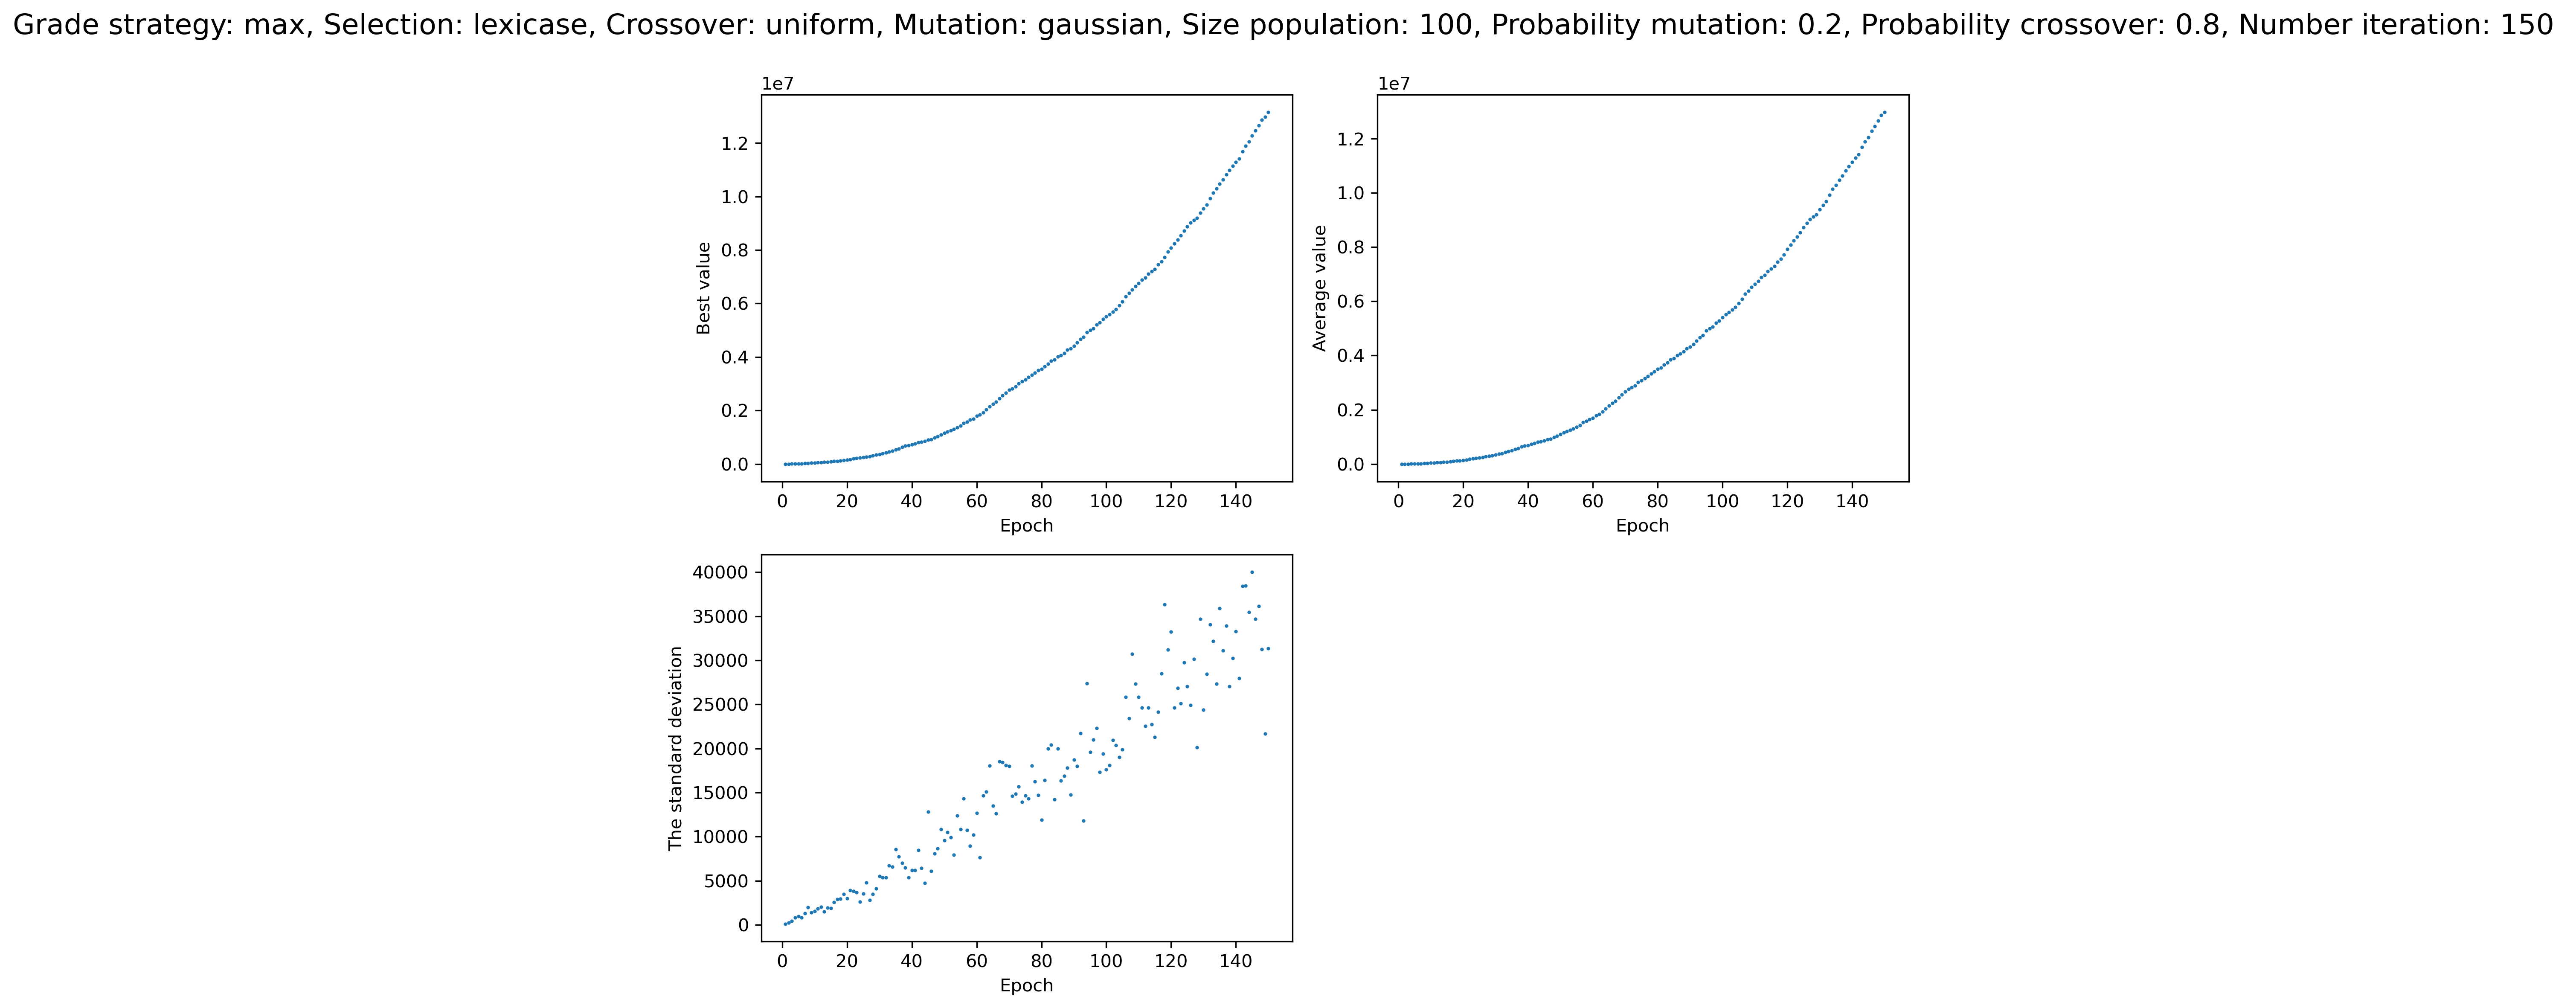 Grade strategy: max, Selection: lexicase, Crossover: uniform, Mutation: gaussian, Size population: 100, Probability mutation: 0.2, Probability crossover: 0.8, Number iteration: 150
1e7
1.2
1.0
0.8
0.6
0.4
0.2
0.0
Best value
0 20 40 60 80 100 120 140
Epoch
1e7
1.2
1.0
0.8
0.6
0.4
0.2
0.0
Average value
0 20 40 60 80 100 120 140
Epoch
40000
35000
30000
25000
20000
15000
10000
5000
0
The standard deviation
0 20 40 60 80 100 120 140
Epoch